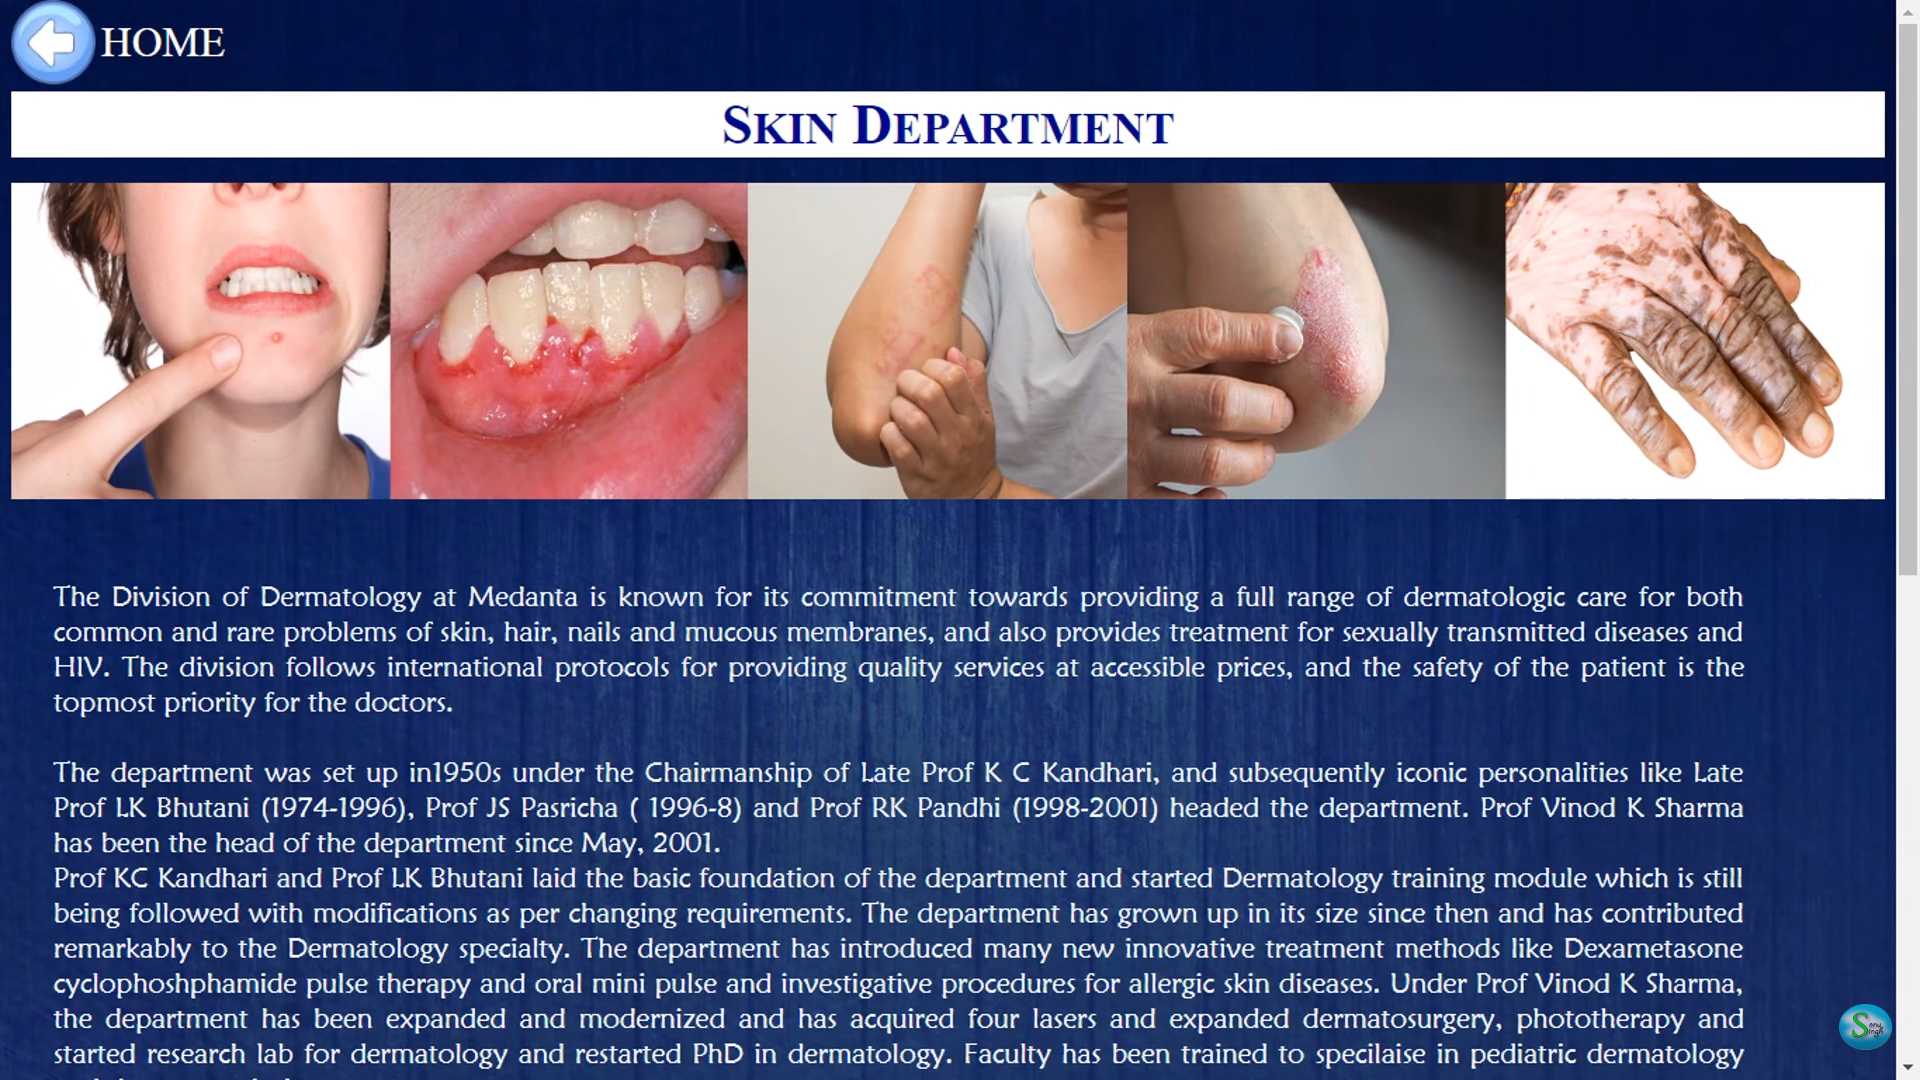 HOME
SKIN DEPARTMENT
The Division of Dermatology at Medanta is known for its commitment towards providing a full range of dermatologic care for both
common and rare problems of skin, hair, nails and mucous membranes, and also provides treatment for sexually transmitted diseases and
HIV. The division follows international protocols for providing quality services at accessible prices, and the safety of the patient is the
topmost priority for the doctors.
The department was set up in1950s under the Chairmanship of Late Prof K C Kandhari, and subsequently iconic personalities like Late
Prof LK Bhutani (1974-1996), Prof JS Pasricha ( 1996-8) and Prof RK Pandhi (1998-2001) headed the department. Prof Vinod K Sharma
has been the head of the department since May, 2001.
Prof KC Kandhari and Prof LK Bhutani laid the basic foundation of the department and started Dermatology training module which is still
being followed with modifications as per changing requirements. The department has grown up in its size since then and has contributed
remarkably to the Dermatology specialty. The department has introduced many new innovative treatment methods like Dexametasone
cyclophoshphamide pulse therapy and oral mini pulse and investigative procedures for allergic skin diseases. Under Prof Vinod K Sharma,
the department has been expanded and modernized and has acquired four lasers and expanded dermatosurgery, phototherapy and
started research lab for dermatology and restarted PhD in dermatology. Faculty has been trained to specilaise in pediatric dermatology